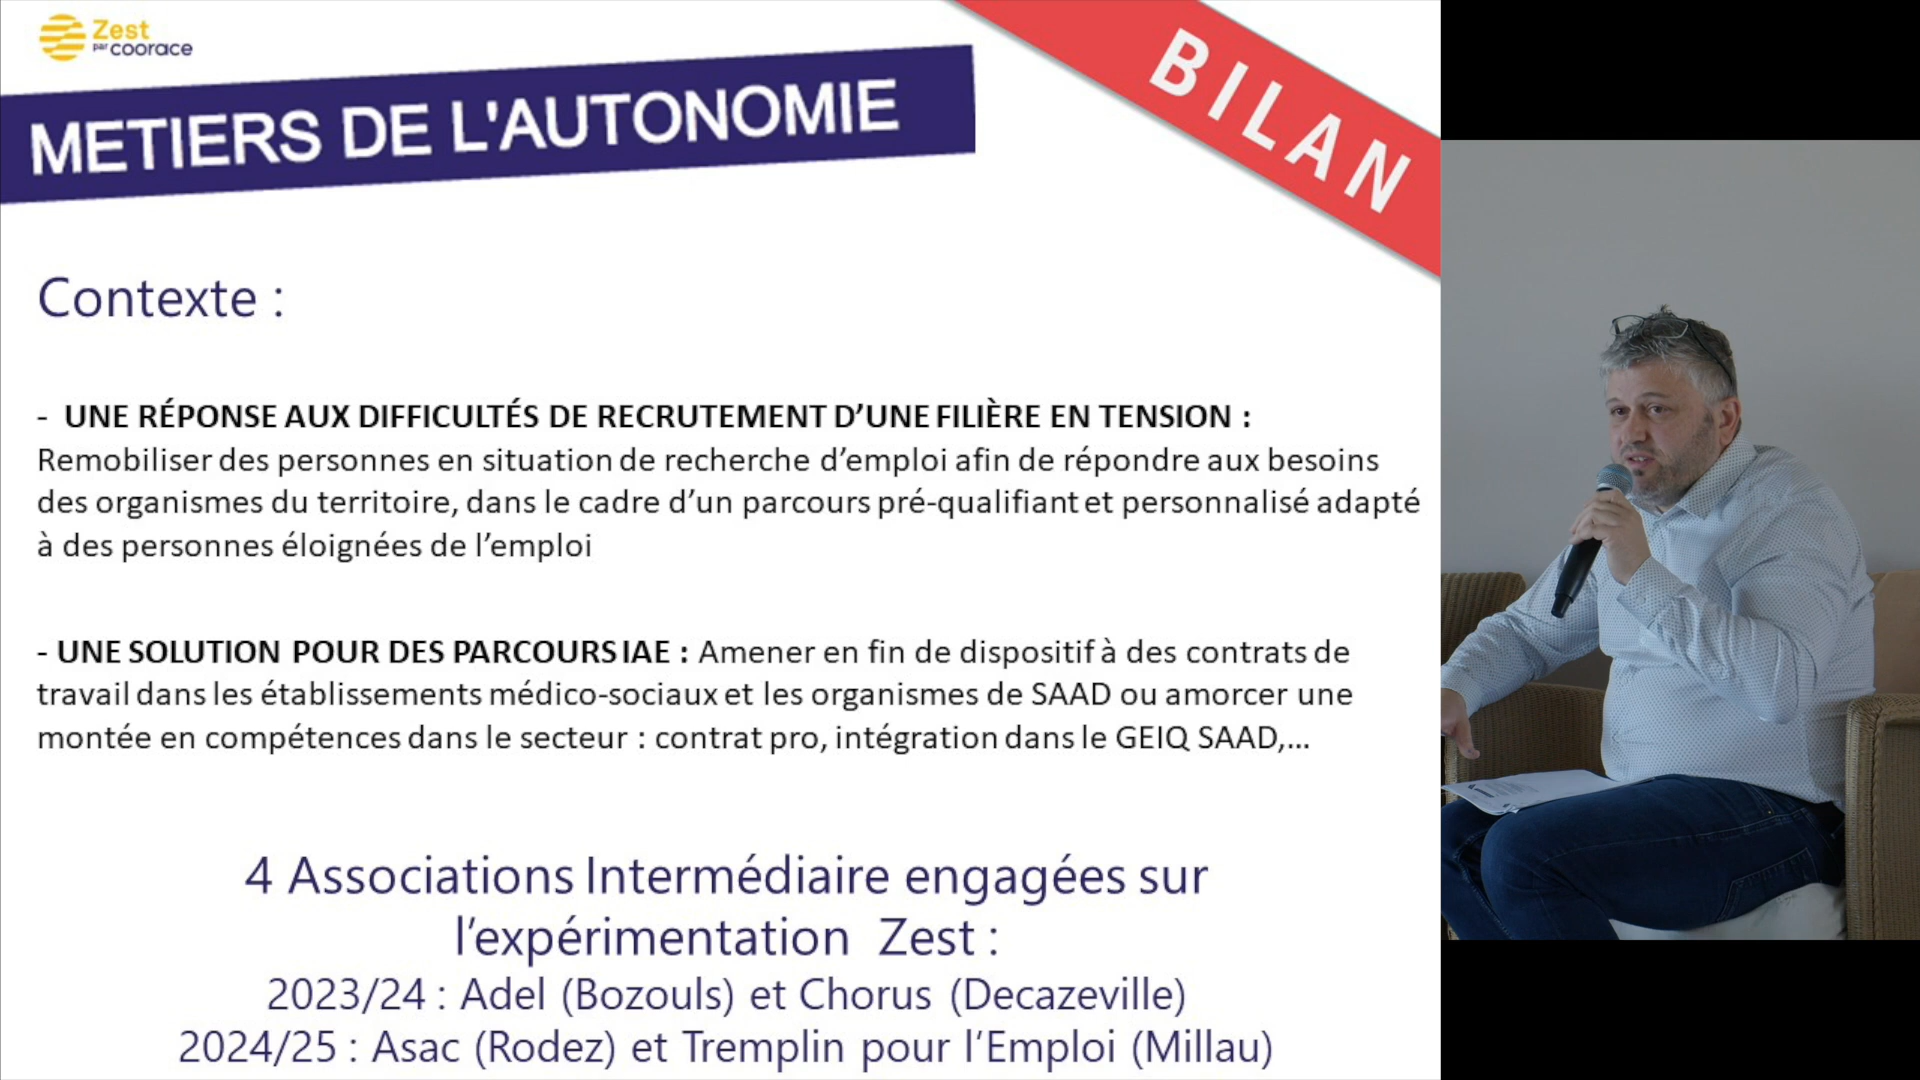 Zest
par coorace
METIERS DE L'AUTONOMIE
BILAN
Contexte :
- UNE RÉPONSE AUX DIFFICULTÉS DE RECRUTEMENT D’UNE FILIÈRE EN TENSION :
Remobiliser des personnes en situation de recherche d’emploi afin de répondre aux besoins
des organismes du territoire, dans le cadre d’un parcours pré-qualifiant et personnalisé adapté
à des personnes éloignées de l’emploi
- UNE SOLUTION POUR DES PARCOURS IAE : Amener en fin de dispositif à des contrats de
travail dans les établissements médico-sociaux et les organismes de SAAD ou amorcer une
montée en compétences dans le secteur : contrat pro, intégration dans le GEIQ SAAD,...
4 Associations Intermédiaire engagées sur
l’expérimentation Zest :
2023/24 : Adel (Bozouls) et Chorus (Decazeville)
2024/25 : Asac (Rodez) et Tremplin pour l’Emploi (Millau)